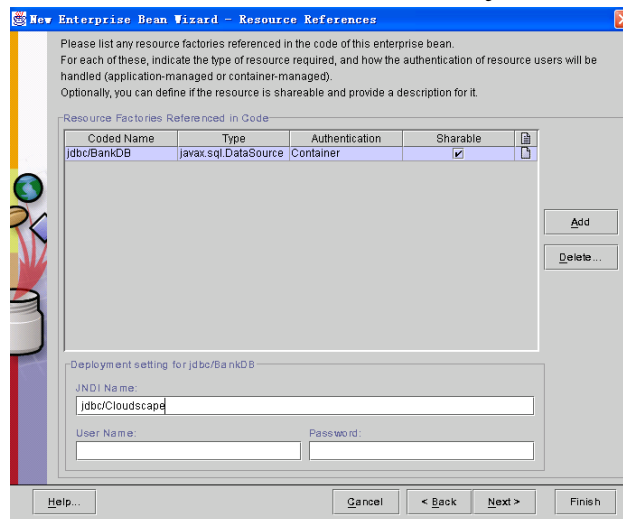 New Enterprise Bean Wizard - Resource References
Please list any resource factories referenced in the code of this enterprise bean.
For each of these, indicate the type of resource required, and how the authentication of resource users will be
handled (application-managed or container-managed).
Optionally, you can define if the resource is shareable and provide a description for it.
Resource Factories Referenced in Code
Coded Name Type Authentication Sharable
jdbc/BankDB javax.sql.DataSource Container
Add
Delete...
Deployment setting for jdbc/BankDB
JNDI Name:
jdbc/Cloudscape
User Name: Password:
Help... Cancel < Back Next > Finish